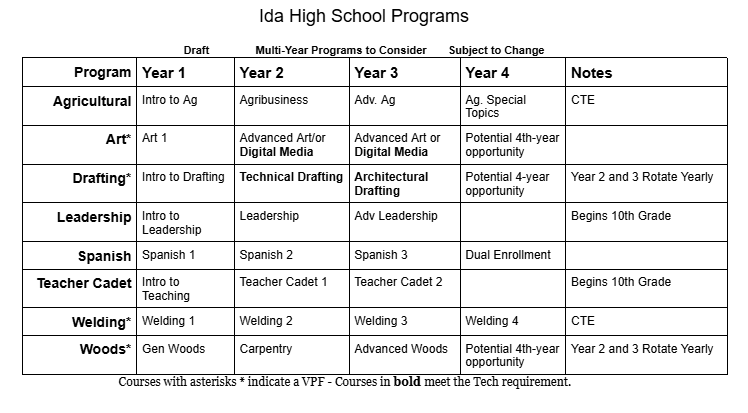 Ida High School Programs
Draft Multi-Year Programs to Consider Subject to Change
Program Year 1 Year 2 Year 3 Year 4 Notes
Agricultural Intro to Ag Agribusiness Adv. Ag Ag. Special Topics CTE
Art* Art 1 Advanced Art/or Digital Media Advanced Art or Digital Media Potential 4th-year opportunity
Drafting* Intro to Drafting Technical Drafting Architectural Drafting Potential 4-year opportunity Year 2 and 3 Rotate Yearly
Leadership Intro to Leadership Leadership Adv Leadership Begins 10th Grade
Spanish Spanish 1 Spanish 2 Spanish 3 Dual Enrollment
Teacher Cadet Intro to Teaching Teacher Cadet 1 Teacher Cadet 2 Begins 10th Grade
Welding* Welding 1 Welding 2 Welding 3 Welding 4 CTE
Woods* Gen Woods Carpentry Advanced Woods Potential 4th-year opportunity Year 2 and 3 Rotate Yearly
Courses with asterisks * indicate a VPF - Courses in bold meet the Tech requirement.